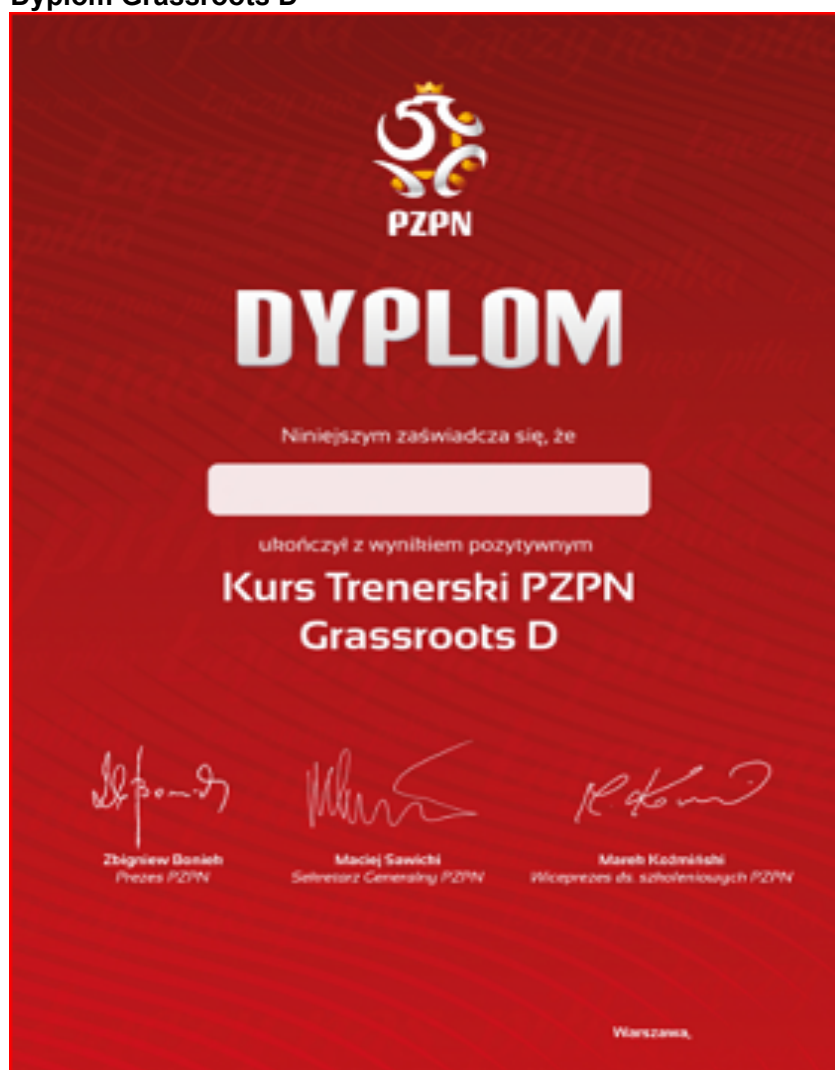 Dyplom Grassroots D
PZPN
DYPLOM
Niniejszym zaświadcza się, że
ukończył z wynikiem pozytywnym
Kurs Trenerski PZPN
Grassroots D
Zbigniew Boniek
Prezes PZPN
Maciej Sawicki
Sekretarz Generalny PZPN
Marek Koźmiński
Wiceprezes ds. szkoleniowych PZPN
Warszawa,